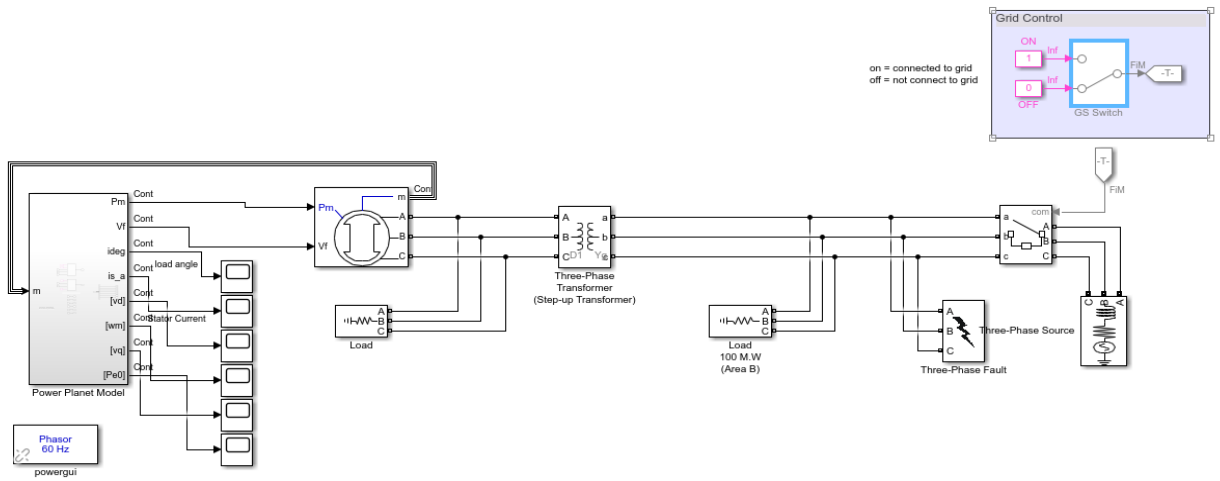 Grid Control
ON
1
Inf
FiM
-T-
on = connected to grid
off = not connect to grid
0
Inf
OFF
GS Switch
-T-
FiM
com
Cont
m
Pm
Vf
A
B
C
Pm
Cont
Vf
Cont
ideg
Cont
load angle
is_a
Cont
[vd]
Cont
Stator Current
[wm]
Cont
[vq]
Cont
[Pe0]
Cont
m
Power Planet Model
A
B
C
a
b
c
D1
Three-Phase
Transformer
(Step-up Transformer)
a
b
c
A
B
C
A
B
C
Load
A
B
C
Load
100 M.W
(Area B)
A
B
C
Three-Phase Fault
Three-Phase Source
C
B
A
Phasor
60 Hz
powergui